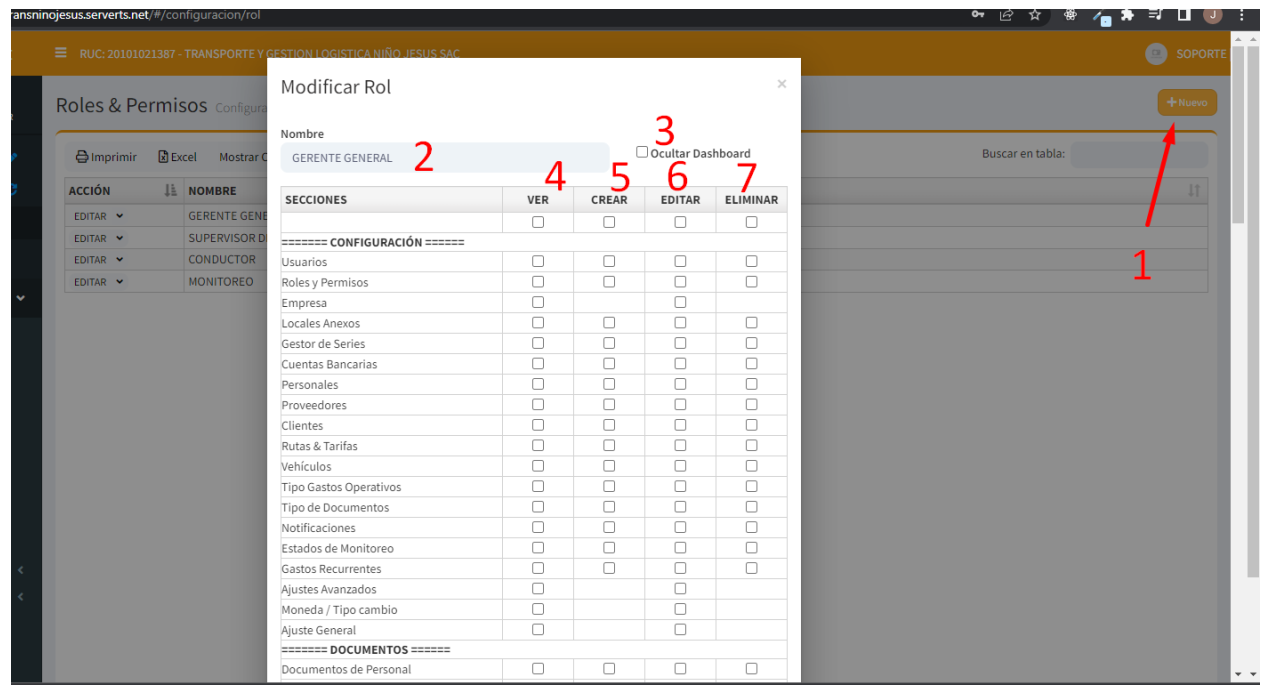 ransninojesus.serverts.net/#/configuracion/rol
J
RUC: 20101021387 - TRANSPORTE Y GESTION LOGISTICA NIÑO JESUS SAC
SOPORTE
Roles & Permisos
Nuevo
1
Imprimir
Excel
Mostrar
Buscar en tabla:
ACCIÓN
NOMBRE
EDITAR
GERENTE GENE
EDITAR
SUPERVISOR D
EDITAR
CONDUCTOR
EDITAR
MONITOREO
Modificar Rol
×
Nombre
GERENTE GENERAL
2
3
Ocultar Dashboard
4 5 6 7
SECCIONES VER CREAR EDITAR ELIMINAR
======= CONFIGURACIÓN ======
Usuarios
Roles y Permisos
Empresa
Locales Anexos
Gestor de Series
Cuentas Bancarias
Personales
Proveedores
Clientes
Rutas & Tarifas
Vehículos
Tipo Gastos Operativos
Tipo de Documentos
Notificaciones
Estados de Monitoreo
Gastos Recurrentes
Ajustes Avanzados
Moneda / Tipo cambio
Ajuste General
======= DOCUMENTOS ======
Documentos de Personal